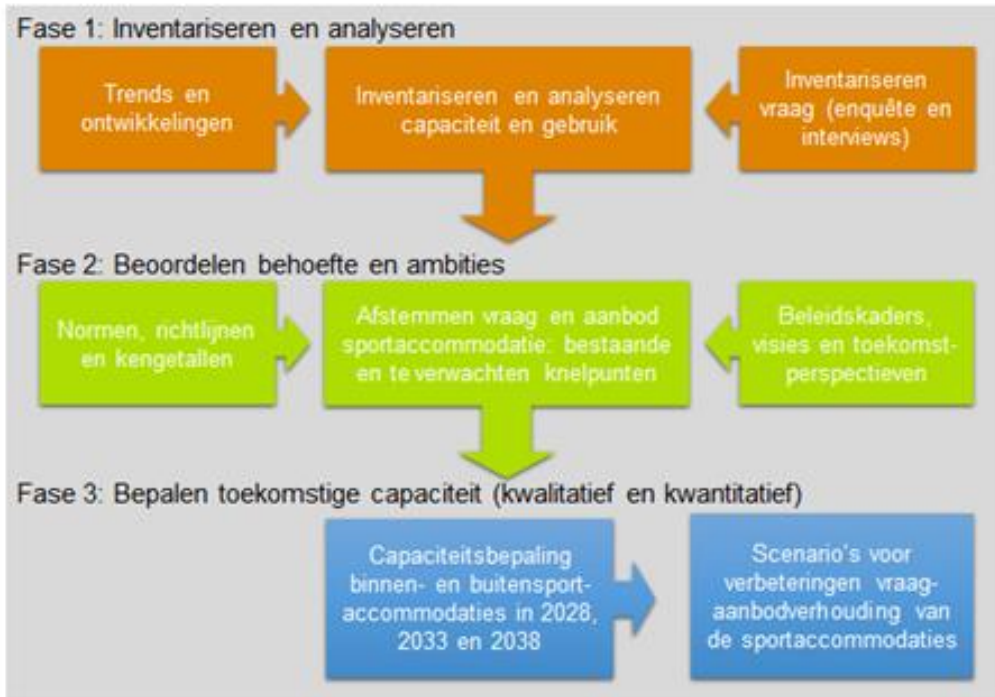 Fase 1: Inventariseren en analyseren
Trends en
ontwikkelingen
Inventariseren en analyseren
capaciteit en gebruik
Inventariseren
vraag (enquête en
interviews)
Fase 2: Beoordelen behoefte en ambities
Normen, richtlijnen
en kengetallen
Afstemmen vraag en aanbod
sportaccommodatie: bestaande
en te verwachten knelpunten
Beleidskaders,
visies en toekomst-
perspectieven
Fase 3: Bepalen toekomstige capaciteit (kwalitatief en kwantitatief)
Capaciteitsbepaling
binnen- en buitensport-
accommodaties in 2028,
2033 en 2038
Scenario's voor
verbeteringen vraag-
aanbodverhouding van
de sportaccommodaties